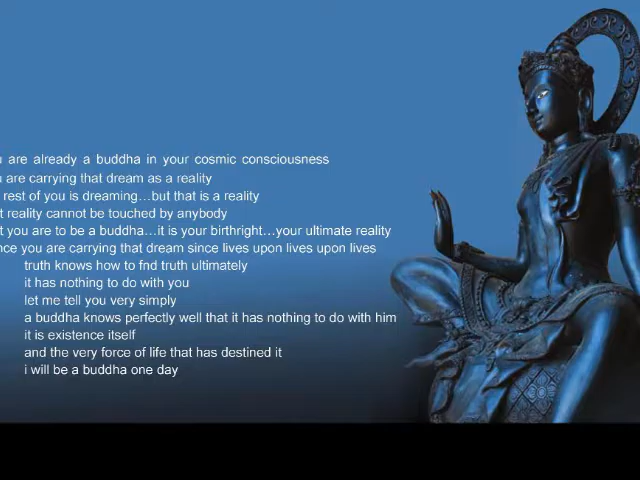 u are already a buddha in your cosmic consciousness
u are carrying that dream as a reality
rest of you is dreaming...but that is a reality
t reality cannot be touched by anybody
t you are to be a buddha...it is your birthright...your ultimate reality
nce you are carrying that dream since lives upon lives upon lives
truth knows how to fnd truth ultimately
it has nothing to do with you
let me tell you very simply
a buddha knows perfectly well that it has nothing to do with him
it is existence itself
and the very force of life that has destined it
i will be a buddha one day